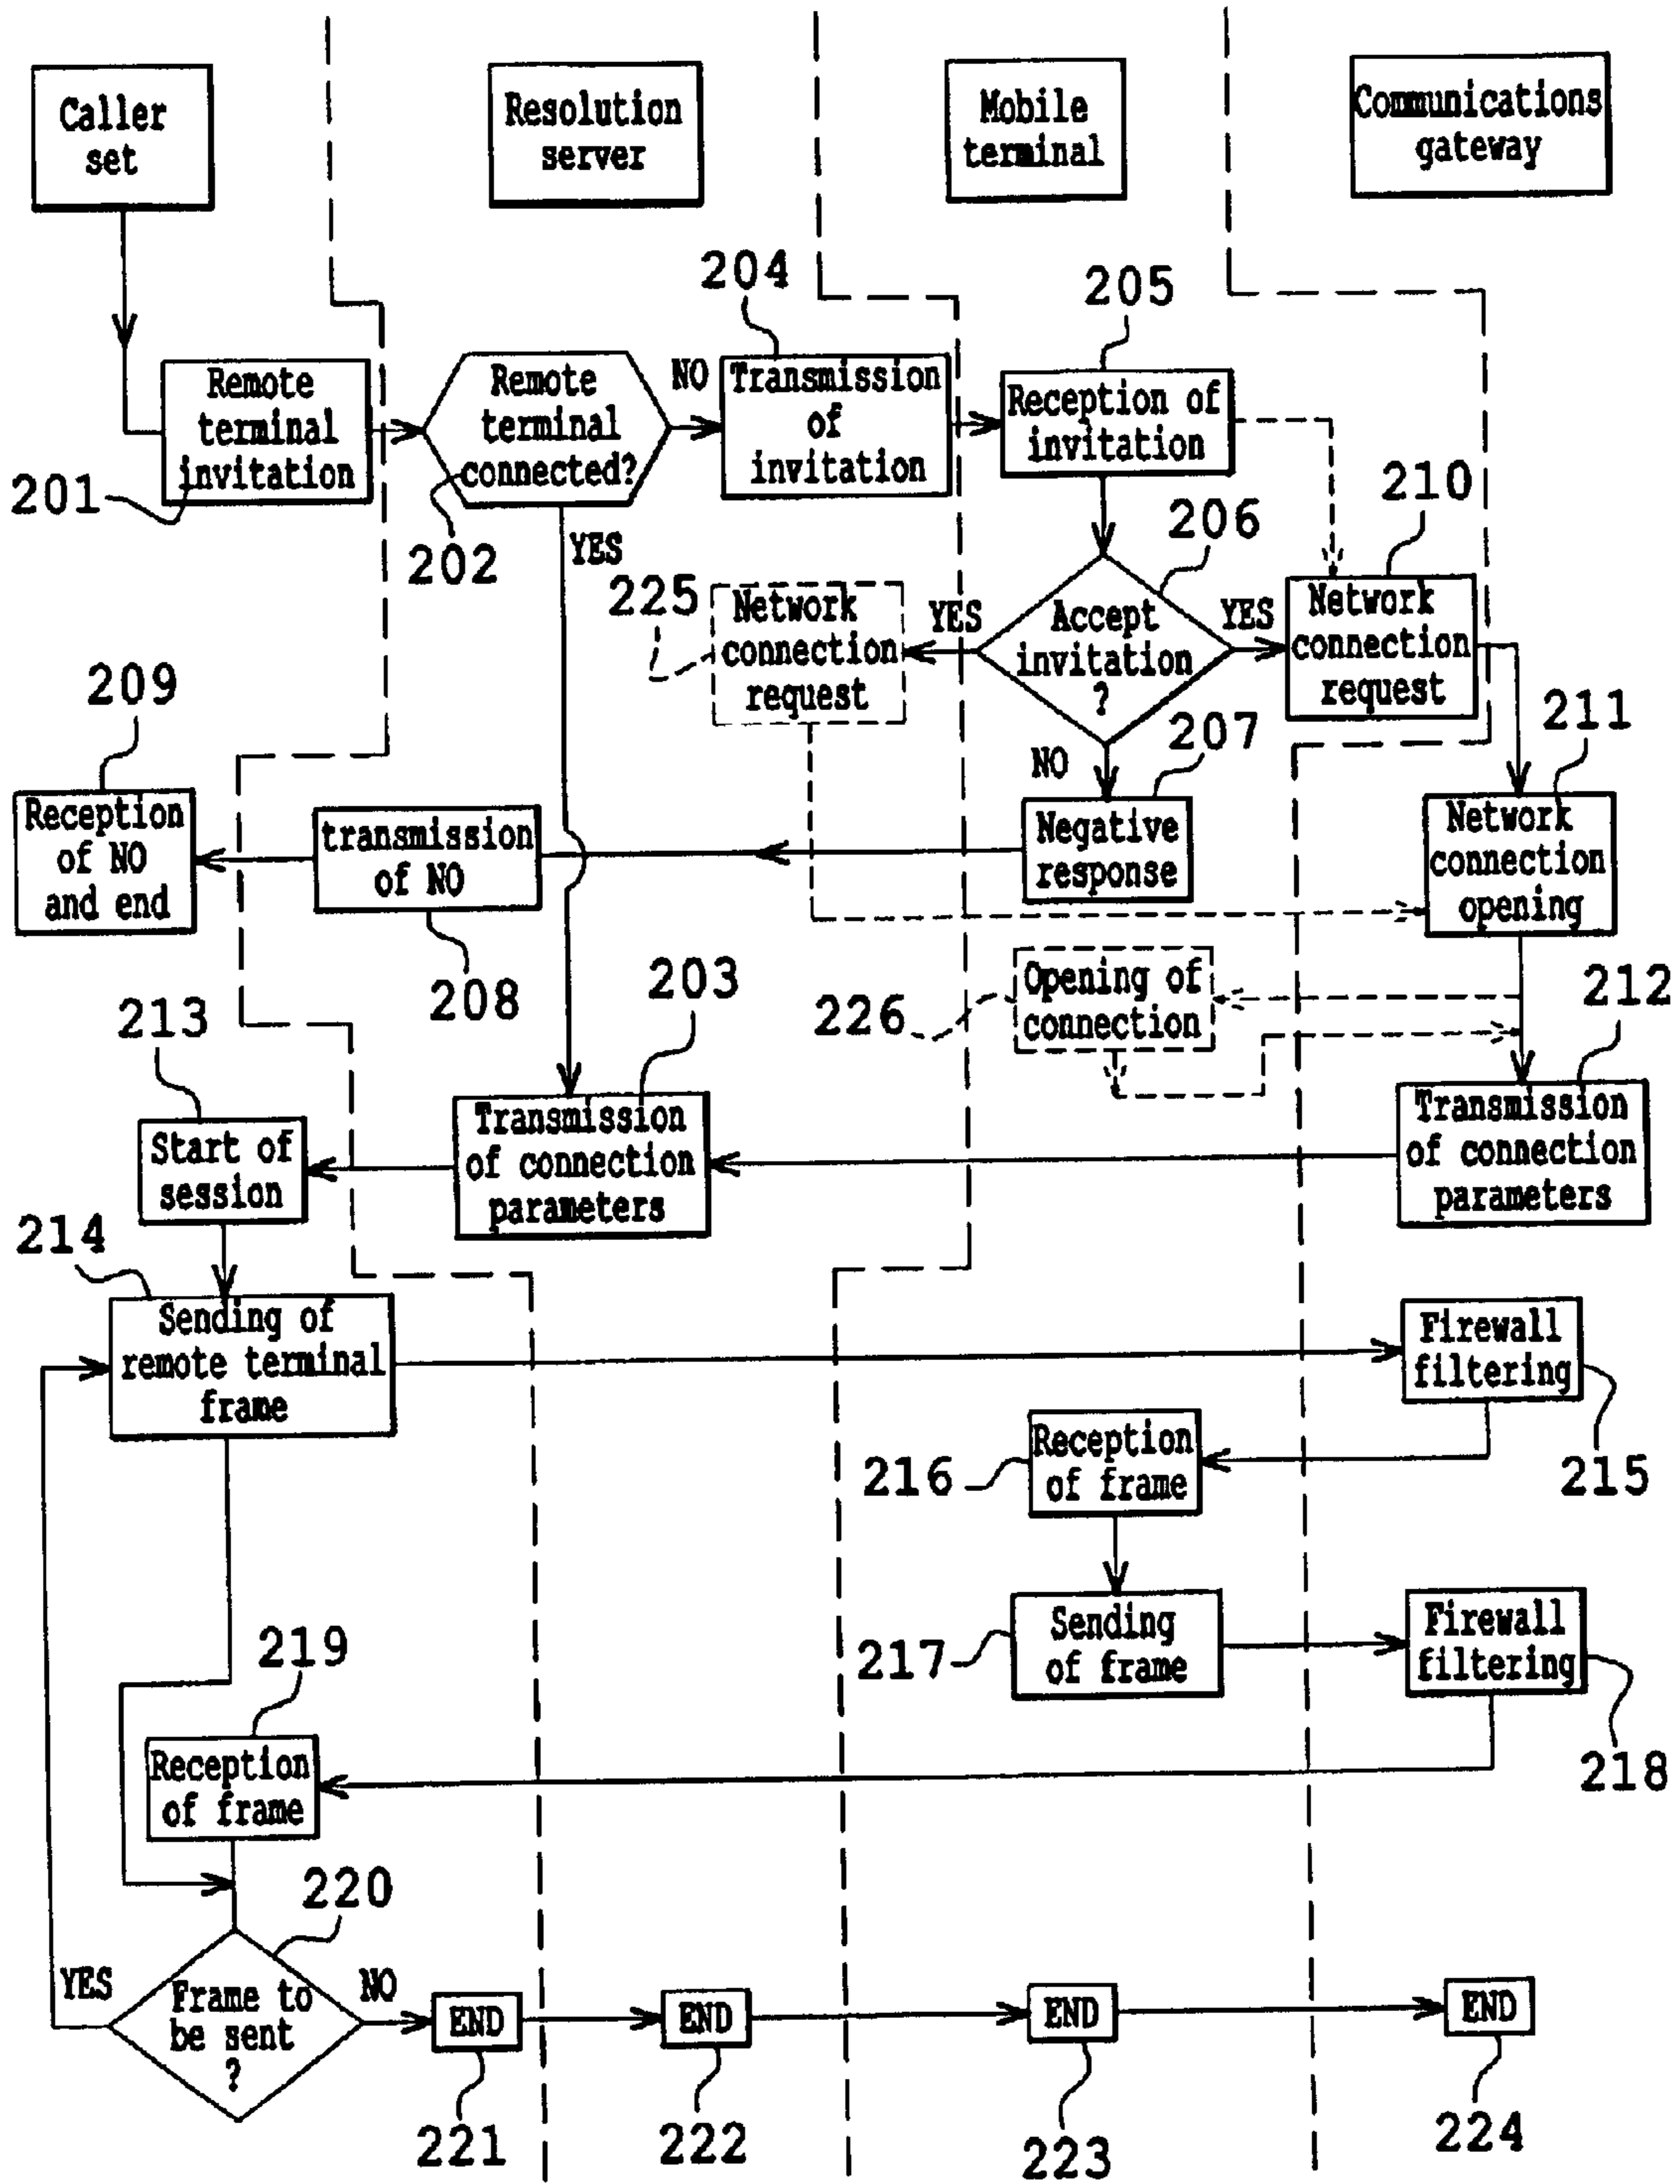 Caller
set
Resolution
server
Mobile
terminal
Communications
gateway
204
205
Remote
terminal
invitation
201
Remote
terminal
connected?
202
NO
YES
Transmission
of
invitation
Reception of
invitation
206
210
225
Network
connection
request
YES
Accept
invitation
?
YES
Network
connection
request
209
NO
207
211
Reception
of NO
and end
transmission
of NO
208
Negative
response
Network
connection
opening
213
203
226
Opening of
connection
212
Start of
session
Transmission
of connection
parameters
Transmission
of connection
parameters
214
Sending of
remote terminal
frame
Firewall
filtering
215
216
Reception
of frame
217
Sending
of frame
Firewall
filtering
218
219
Reception
of frame
220
YES
Frame to
be sent
?
NO
END
END
END
END
221
222
223
224